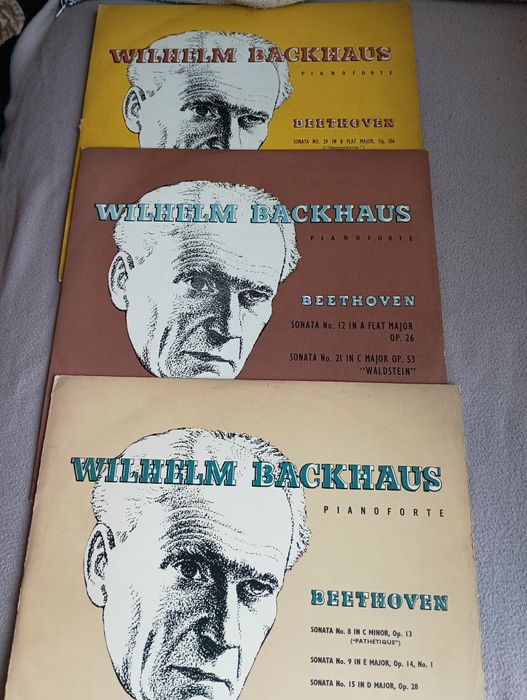 WILHELM BACKHAUS
PIANOFORTE
BEETHOVEN
SONATA NO. 29 IN B FLAT MAJOR, Op. 106
("Hammerklavier")
WILHELM BACKHAUS
PIANOFORTE
BEETHOVEN
SONATA No. 12 IN A FLAT MAJOR
OP. 26
SONATA No. 21 IN C MAJOR OP. 53
"WALDSTEIN"
WILHELM BACKHAUS
PIANOFORTE
BEETHOVEN
SONATA No. 8 IN C MINOR, Op. 13
("PATHÉTIQUE")
SONATA No. 9 IN E MAJOR, Op. 14, No. 1
SONATA No. 15 IN D MAJOR, Op. 28